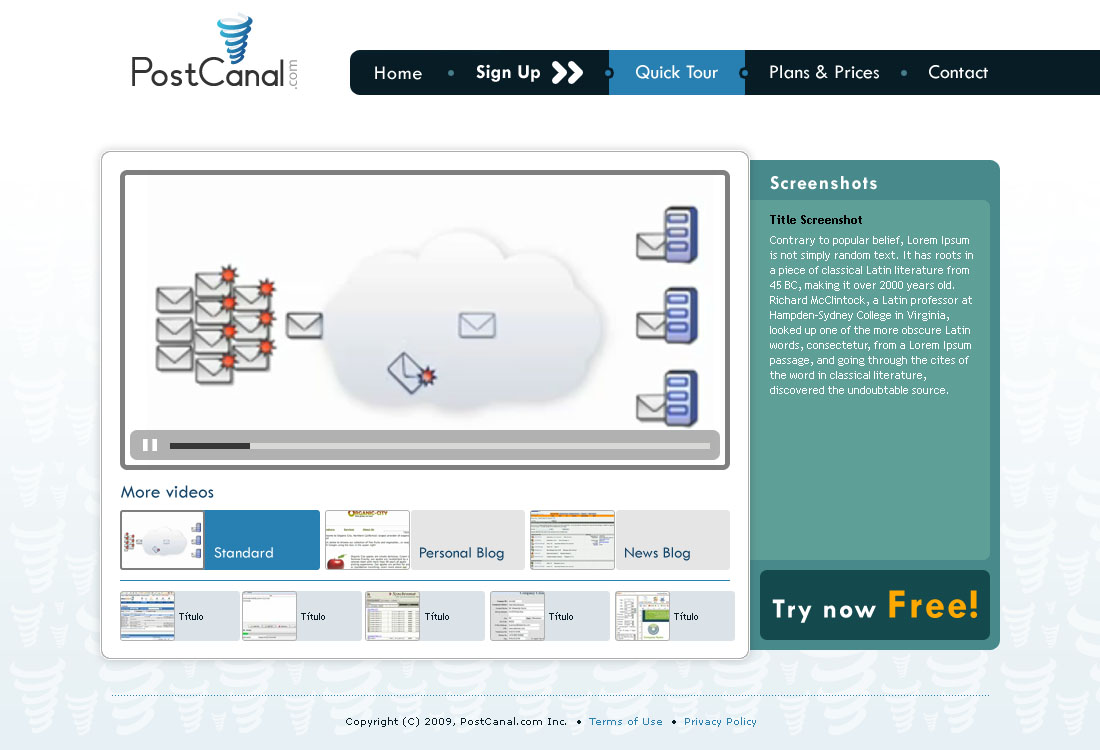 PostCanal.com
Home
Sign Up
Quick Tour
Plans & Prices
Contact
Screenshots
Title Screenshot
Contrary to popular belief, Lorem Ipsum
is not simply random text. It has roots in
a piece of classical Latin literature from
45 BC, making it over 2000 years old.
Richard McClintock, a Latin professor at
Hampden-Sydney College in Virginia,
looked up one of the more obscure Latin
words, consectetur, from a Lorem Ipsum
passage, and going through the cites of
the word in classical literature,
discovered the undoubtable source.
More videos
Standard
ORGANIC-CITY
Personal Blog
News Blog
Título
Título
Título
Título
Título
Try now Free!
Copyright (C) 2009, PostCanal.com Inc. • Terms of Use • Privacy Policy